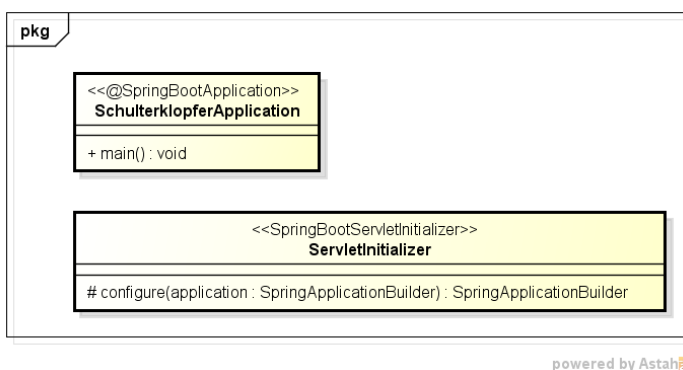 pkg
<<@SpringBootApplication>>
SchulterklopferApplication
+ main() : void
<<SpringBootServletInitializer>>
ServletInitializer
# configure(application : SpringApplicationBuilder) : SpringApplicationBuilder
powered by Astah